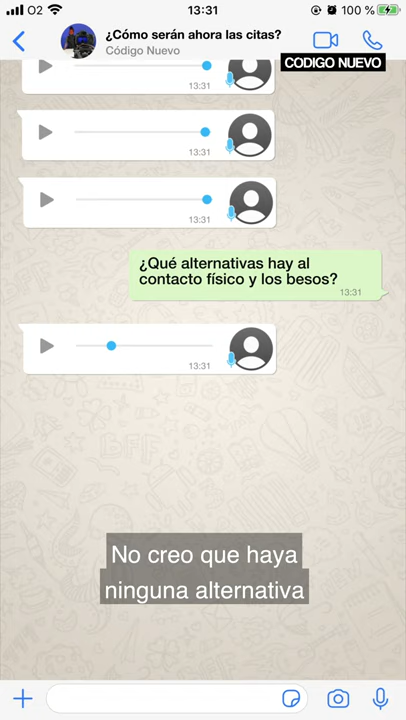 O2 13:31 100 %
¿Cómo serán ahora las citas?
Código Nuevo
CODIGO NUEVO
13:31
13:31
13:31
¿Qué alternativas hay al
contacto físico y los besos?
13:31
13:31
BFF
No creo que haya
ninguna alternativa